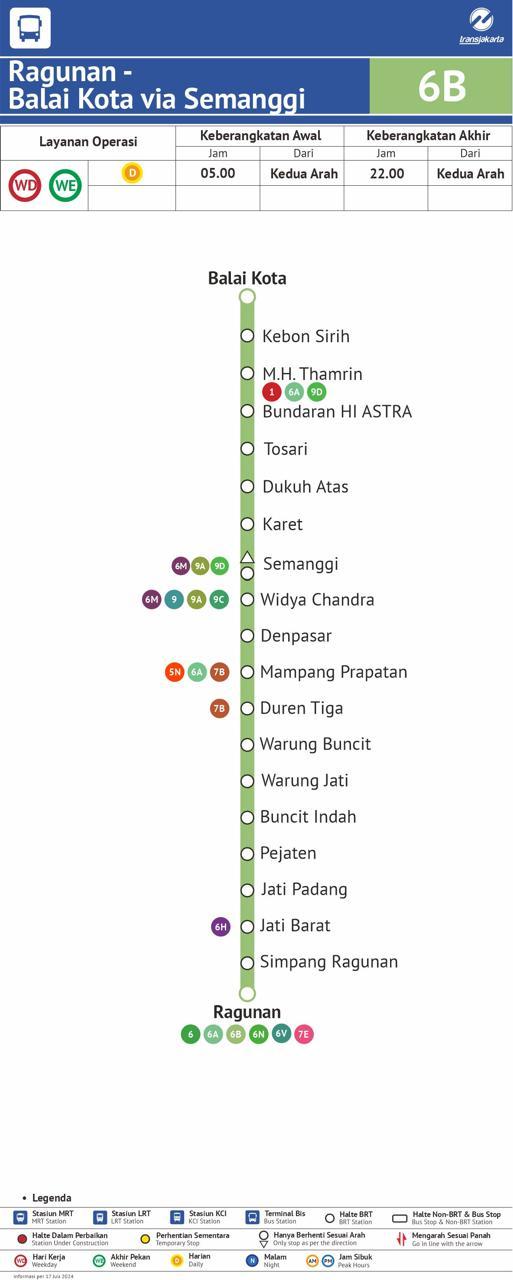 transjakarta
Ragunan -
Balai Kota via Semanggi
6B
Layanan Operasi
Keberangkatan Awal
Keberangkatan Akhir
Jam
Dari
Jam
Dari
WD
WE
D
05.00
Kedua Arah
22.00
Kedua Arah
Balai Kota
Kebon Sirih
M.H. Thamrin
1 6A 9D
Bundaran HI ASTRA
Tosari
Dukuh Atas
Karet
6M 9A 9D
Semanggi
6M 9 9A 9C
Widya Chandra
Denpasar
5N 6A 7B
Mampang Prapatan
7B
Duren Tiga
Warung Buncit
Warung Jati
Buncit Indah
Pejaten
Jati Padang
6H
Jati Barat
Simpang Ragunan
Ragunan
6 6A 6B 6N 6V 7E
• Legenda
Stasiun MRT
MRT Station
Stasiun LRT
LRT Station
Stasiun KCI
KCI Station
Terminal Bis
Bus Station
Halte BRT
BRT Station
Halte Non-BRT & Bus Stop
Bus Stop & Non-BRT Station
Halte Dalam Perbaikan
Station Under Construction
Perhentian Sementara
Temporary Stop
Hanya Berhenti Sesuai Arah
Only stop as per the direction
Mengarah Sesuai Panah
Go in line with the arrow
WD
Hari Kerja
Weekday
WE
Akhir Pekan
Weekend
D
Harian
Daily
N
Malam
Night
AM PM
Jam Sibuk
Peak Hours
Informasi per 17 Juli 2024